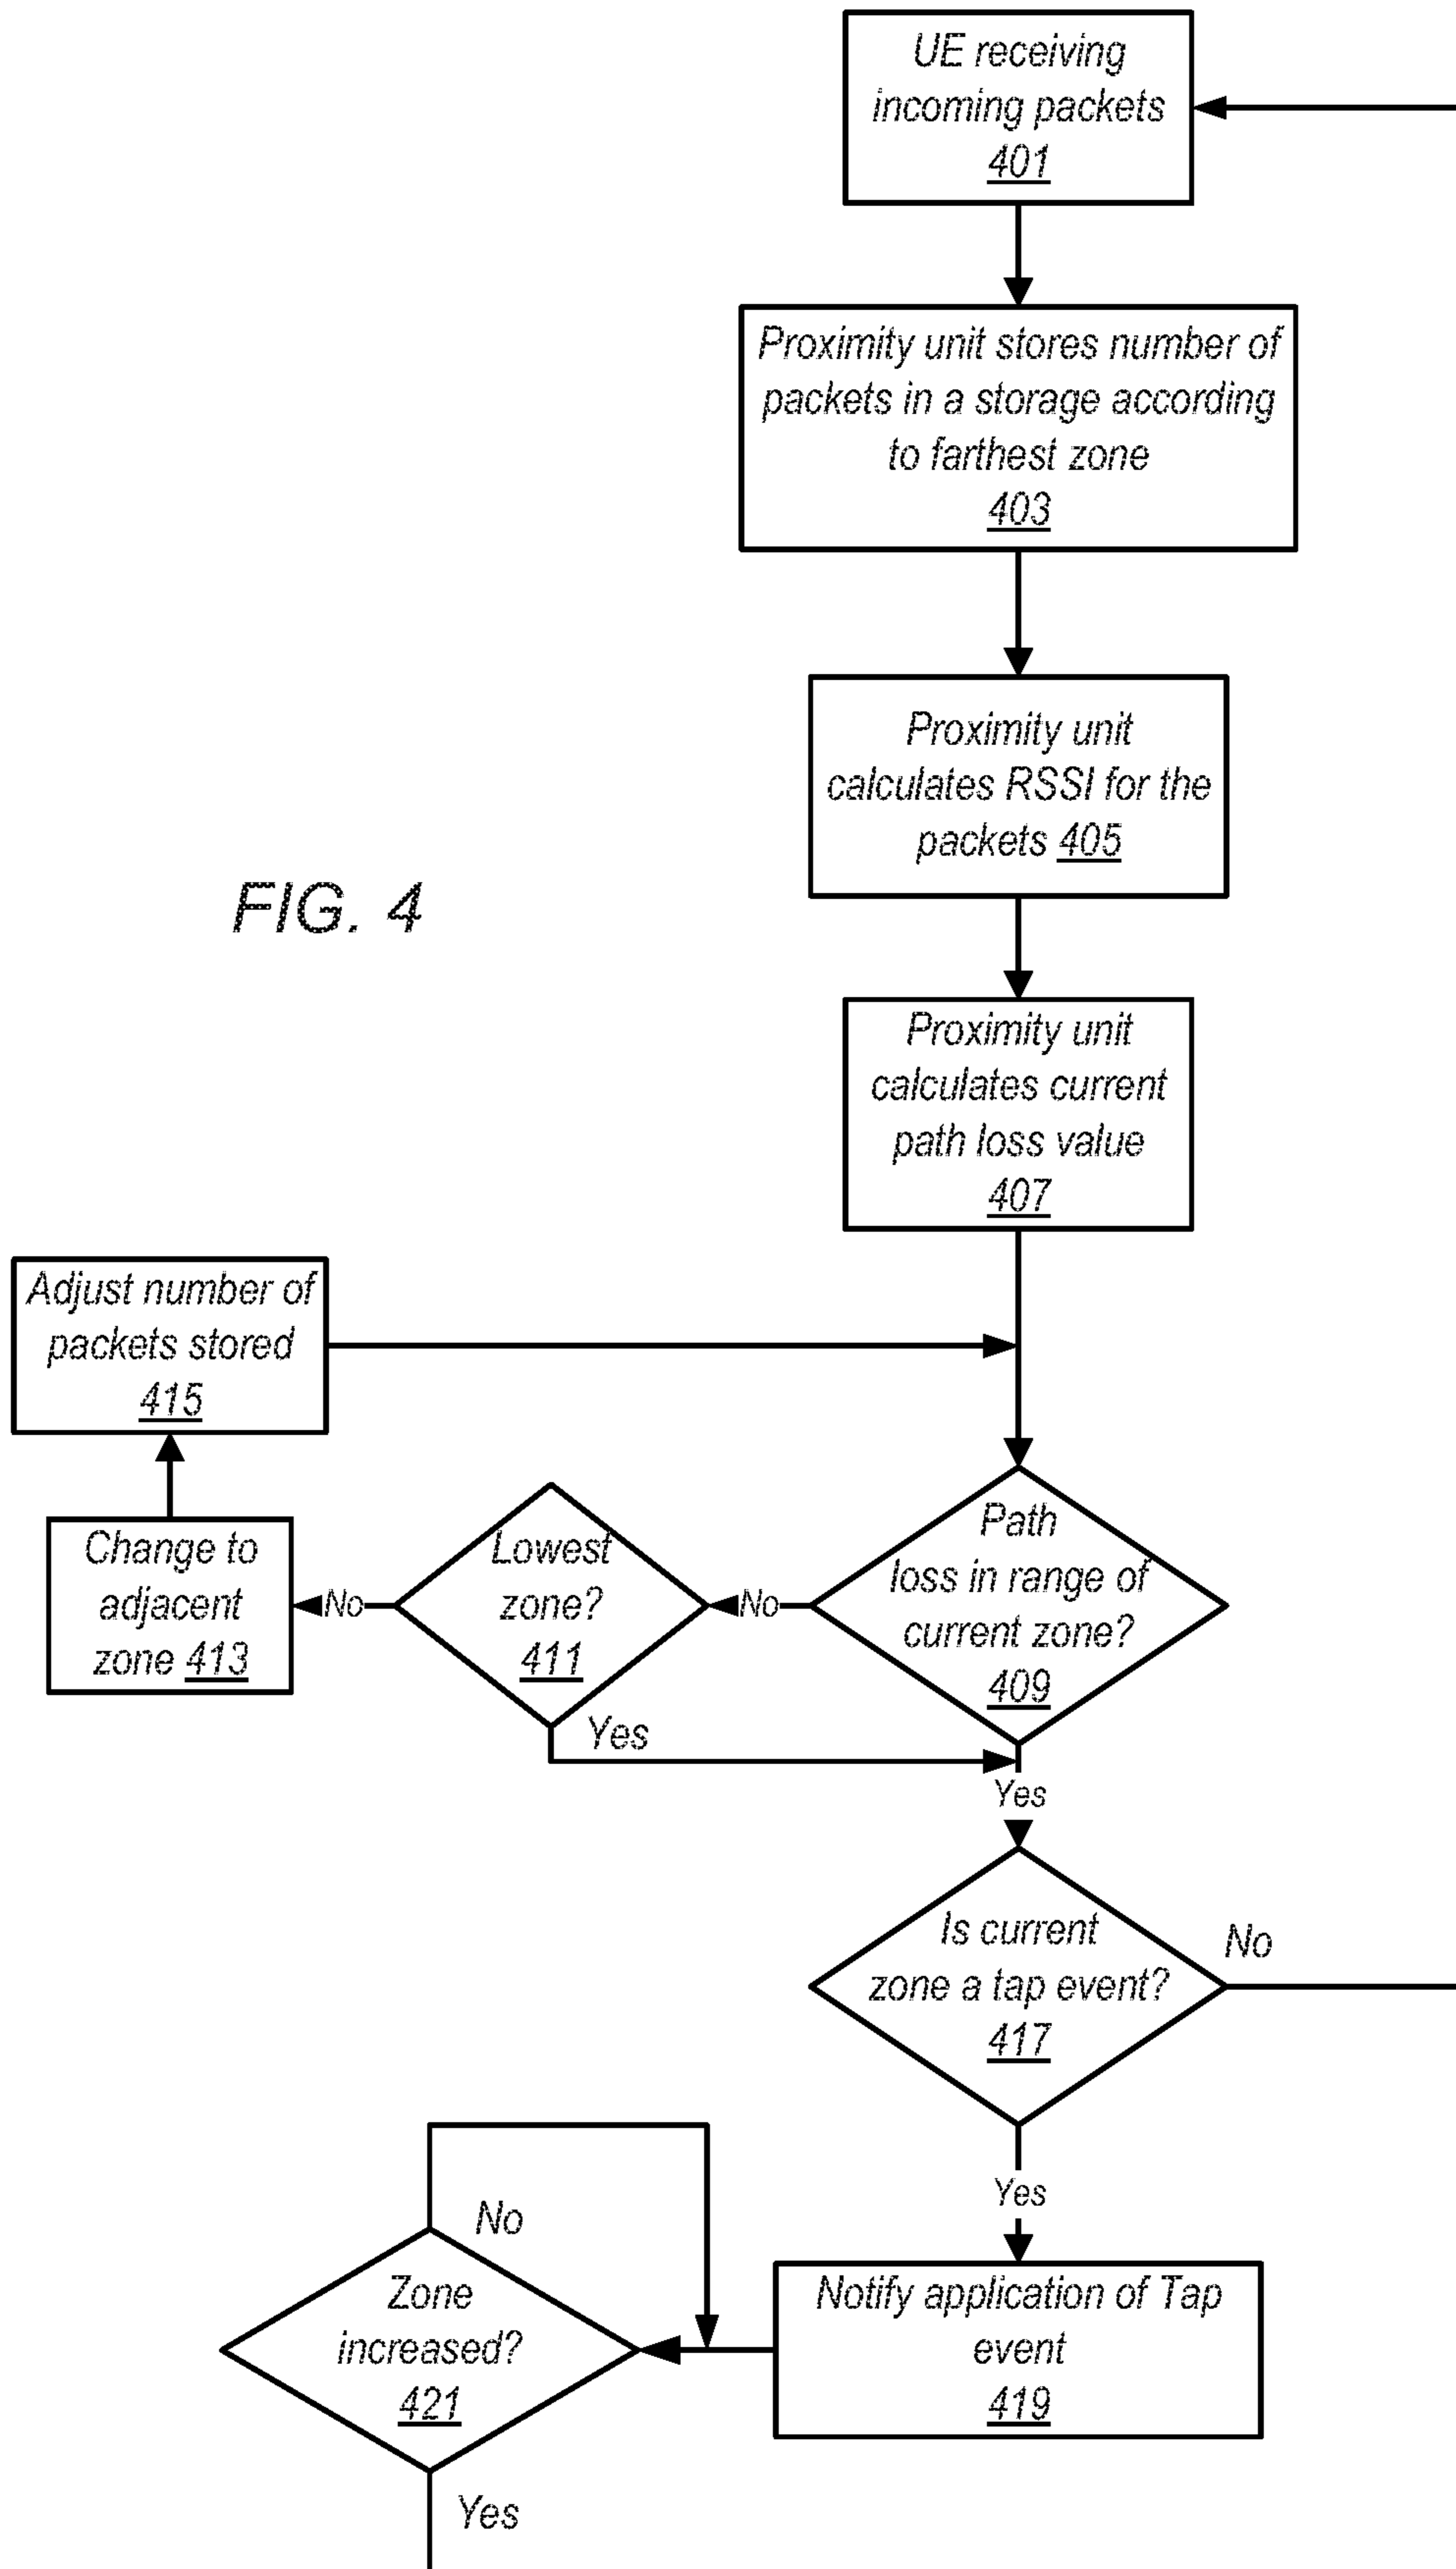 UE receiving
incoming packets
401
Proximity unit stores number of
packets in a storage according
to farthest zone
403
Proximity unit
calculates RSSI for the
packets 405
FIG. 4
Proximity unit
calculates current
path loss value
407
Adjust number of
packets stored
415
Change to
adjacent
zone 413
No
Lowest
zone?
411
No
Path
loss in range of
current zone?
409
Yes
Yes
Is current
zone a tap event?
417
No
Yes
No
Zone
increased?
421
Notify application of Tap
event
419
Yes